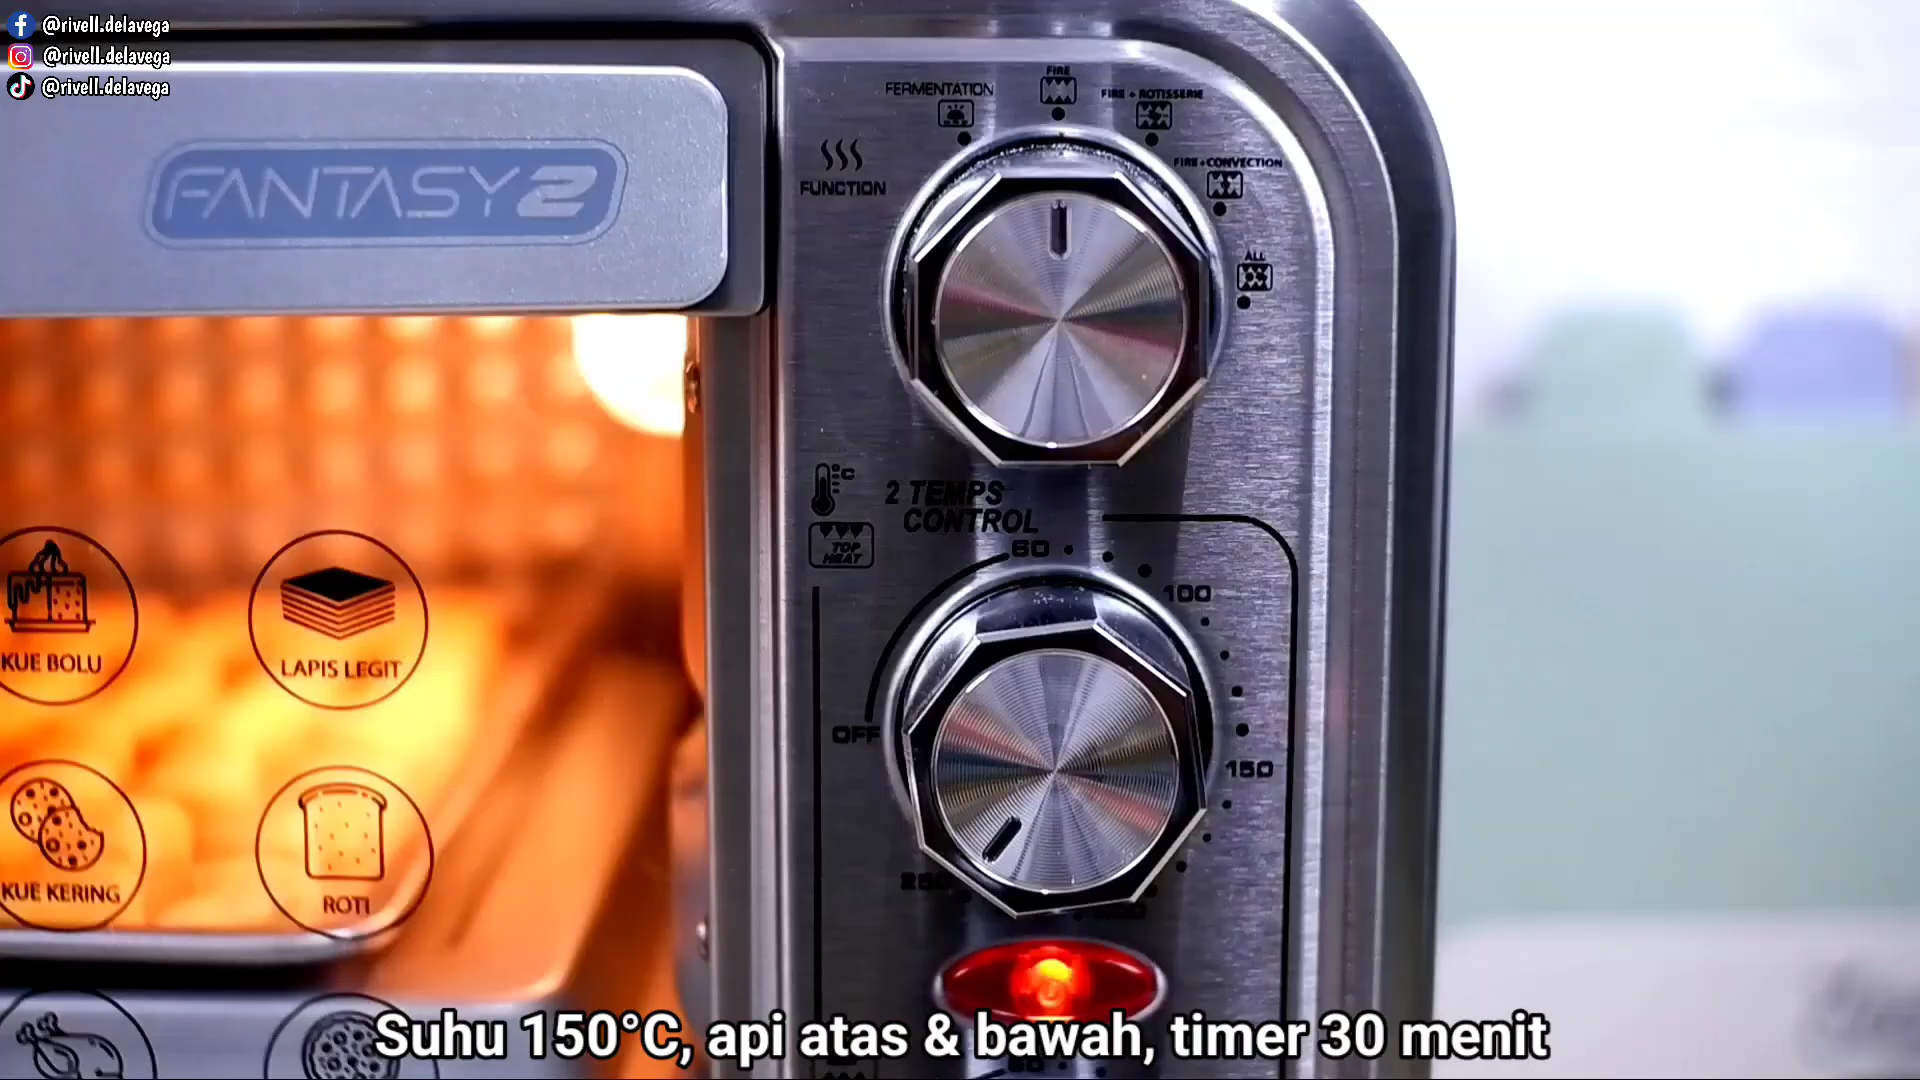 @rivell.delavega
@rivell.delavega
@rivell.delavega
FANTASY2
FERMENTATION
FIRE
FIRE+ROTISSERIE
FIRE+CONVECTION
ALL
FUNCTION
°C
2 TEMPS
CONTROL
TOP
HEAT
60
100
OFF
150
KUE BOLU
LAPIS LEGIT
KUE KERING
ROTI
Suhu 150°C, api atas & bawah, timer 30 menit